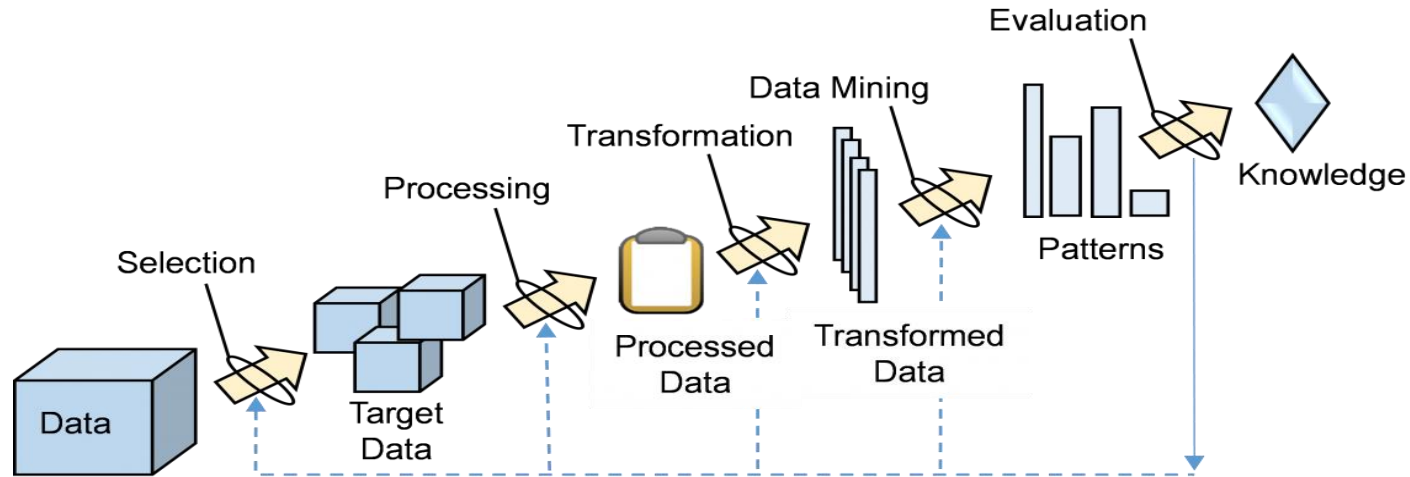 Evaluation
Data Mining
Transformation
Knowledge
Processing
Patterns
Selection
Transformed
Data
Processed
Data
Target
Data
Data